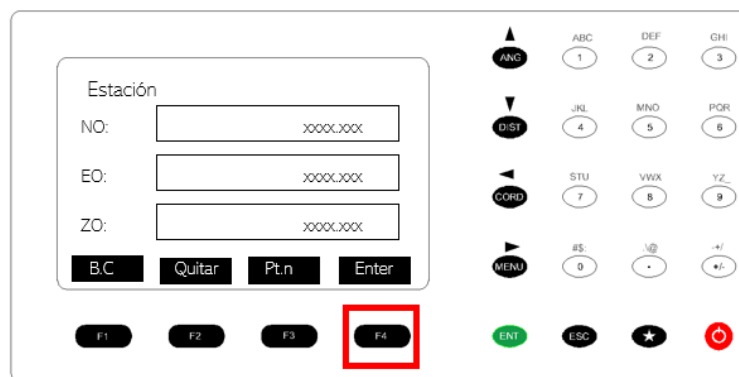 Estación
NO: xxxx.xxx
EO: xxxx.xxx
ZO: xxxx.xxx
B.C Quitar Pt.n Enter
F1 F2 F3 F4
ANG ABC 1 DEF 2 GHI 3
DIST JKL 4 MNO 5 PQR 6
CORD STU 7 VWX 8 YZ_ 9
MENU #$: 0 .\@ • -+/ +/-
ENT ESC